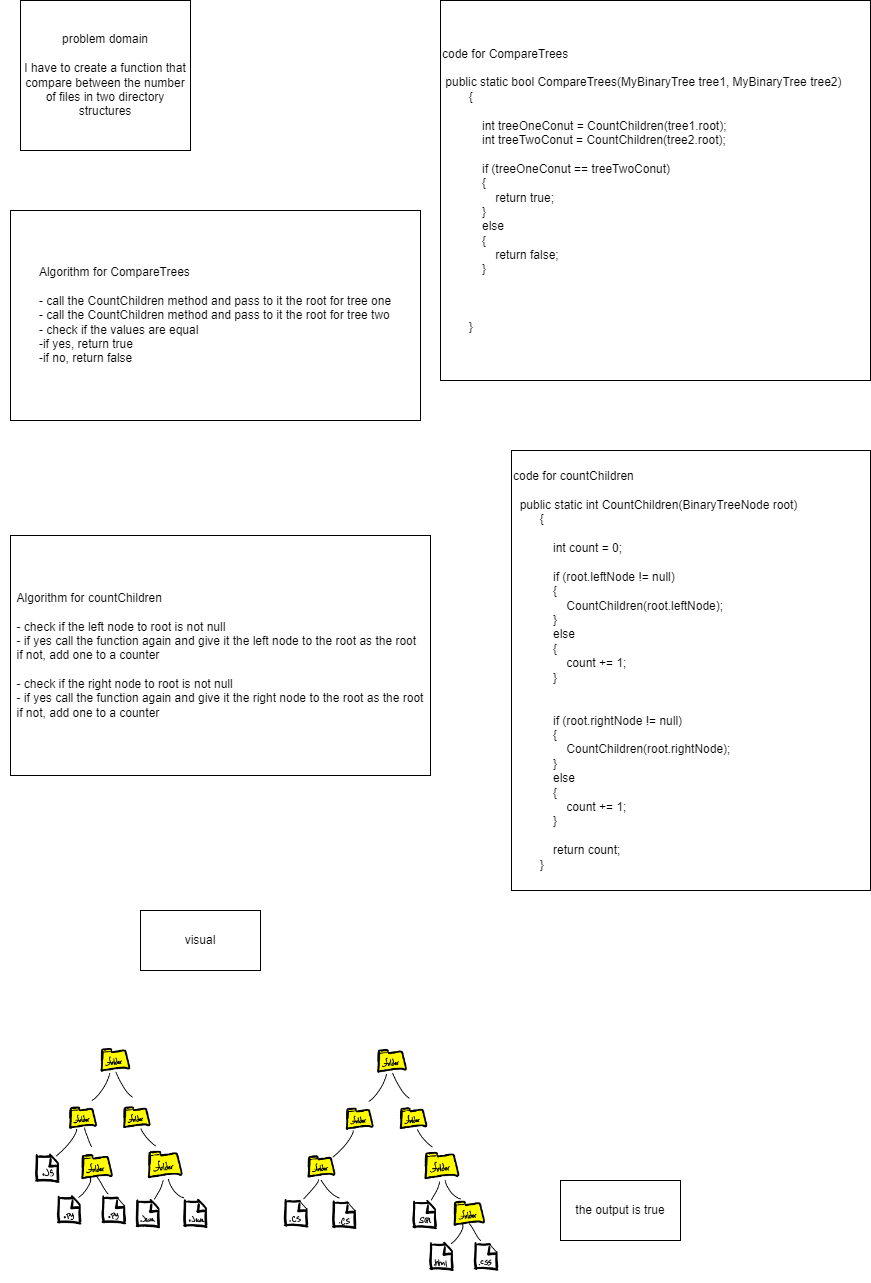 problem domain
I have to create a function that
compare between the number
of files in two directory
structures
code for CompareTrees
public static bool CompareTrees(MyBinaryTree tree1, MyBinaryTree tree2)
{
int treeOneConut = CountChildren(tree1.root);
int treeTwoConut = CountChildren(tree2.root);
if (treeOneConut == treeTwoConut)
{
return true;
}
else
{
return false;
}
}
Algorithm for CompareTrees
- call the CountChildren method and pass to it the root for tree one
- call the CountChildren method and pass to it the root for tree two
- check if the values are equal
-if yes, return true
-if no, return false
code for countChildren
public static int CountChildren(BinaryTreeNode root)
{
int count = 0;
if (root.leftNode != null)
{
CountChildren(root.leftNode);
}
else
{
count += 1;
}
if (root.rightNode != null)
{
CountChildren(root.rightNode);
}
else
{
count += 1;
}
return count;
}
Algorithm for countChildren
- check if the left node to root is not null
- if yes call the function again and give it the left node to the root as the root
if not, add one to a counter
- check if the right node to root is not null
- if yes call the function again and give it the right node to the root as the root
if not, add one to a counter
visual
folder
folder
folder
folder
folder
.JS
folder
folder
folder
folder
.py
.py
.Java
.Java
.CS
.CS
SQL
folder
html
.CSS
the output is true